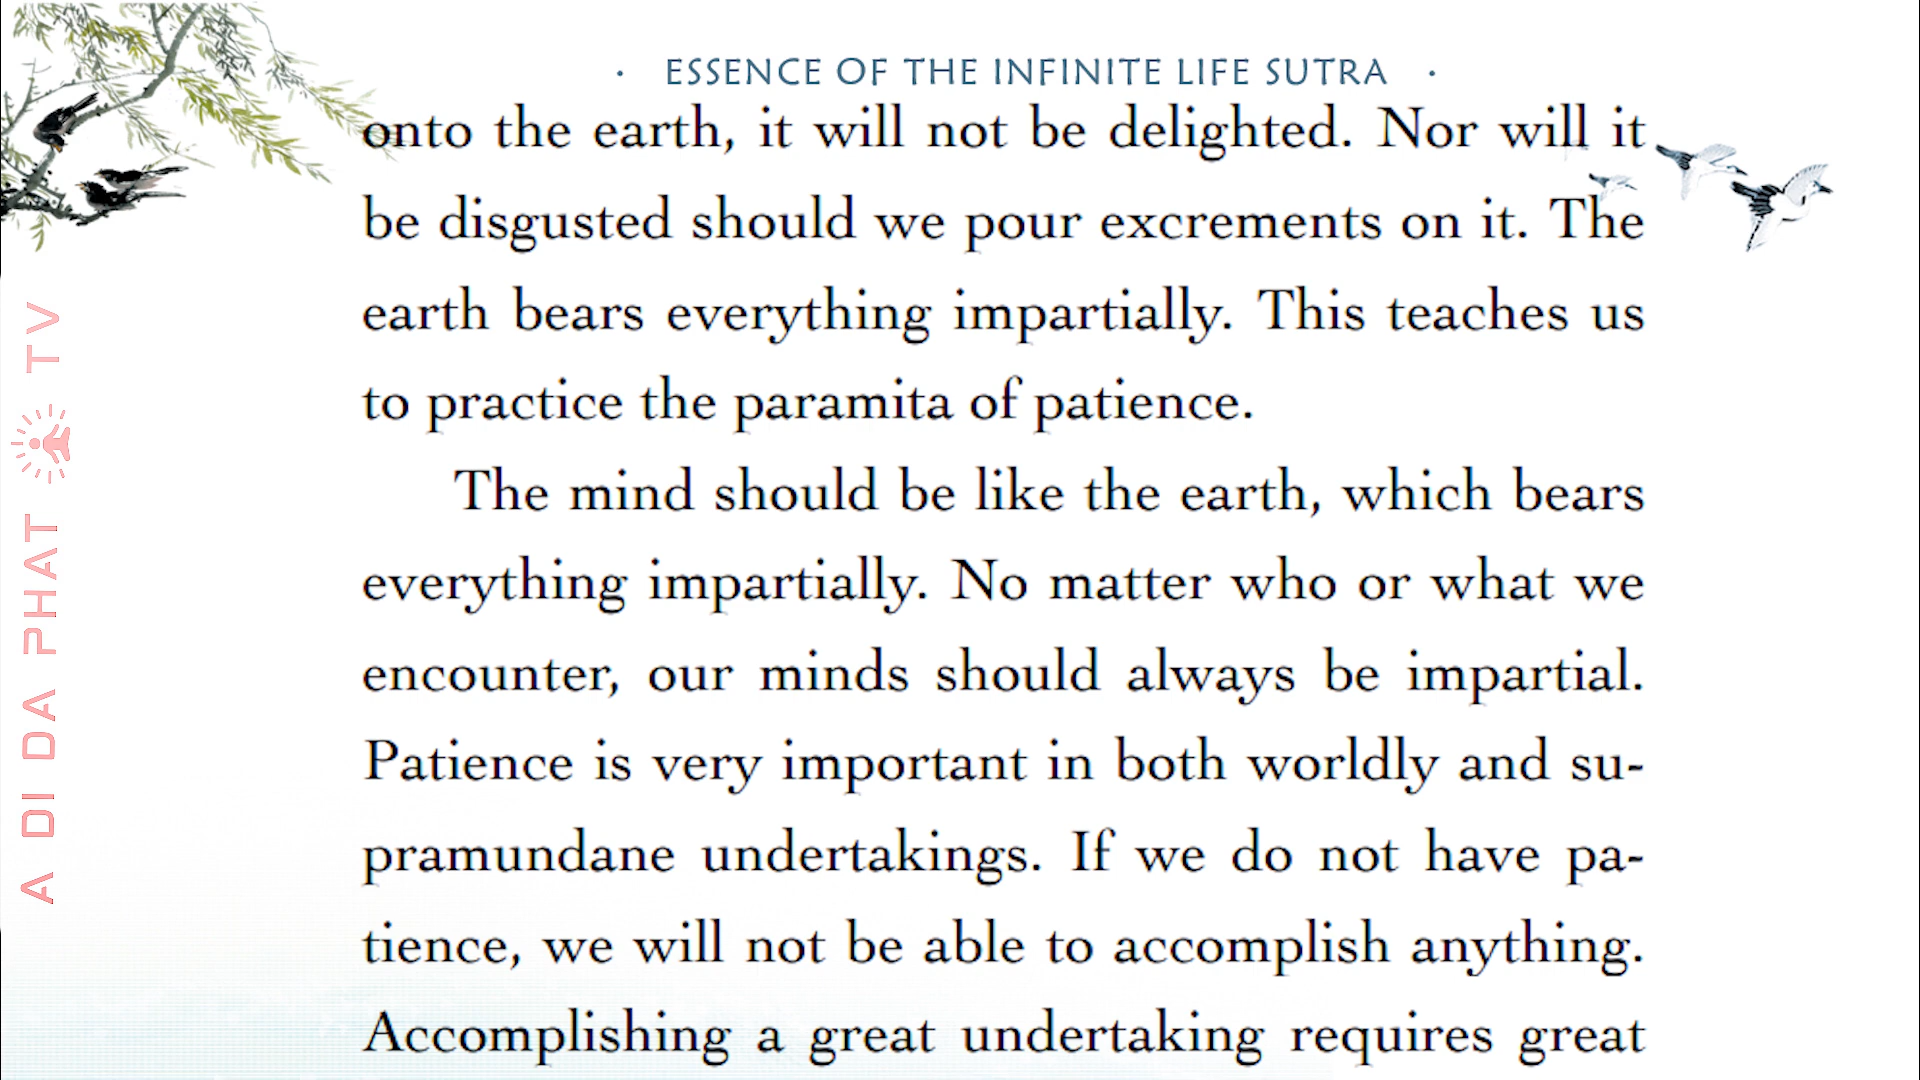 · ESSENCE OF THE INFINITE LIFE SUTRA ·
onto the earth, it will not be delighted. Nor will it
be disgusted should we pour excrements on it. The
earth bears everything impartially. This teaches us
to practice the paramita of patience.
The mind should be like the earth, which bears
everything impartially. No matter who or what we
encounter, our minds should always be impartial.
Patience is very important in both worldly and su-
pramundane undertakings. If we do not have pa-
tience, we will not be able to accomplish anything.
Accomplishing a great undertaking requires great
A DI DA PHAT TV